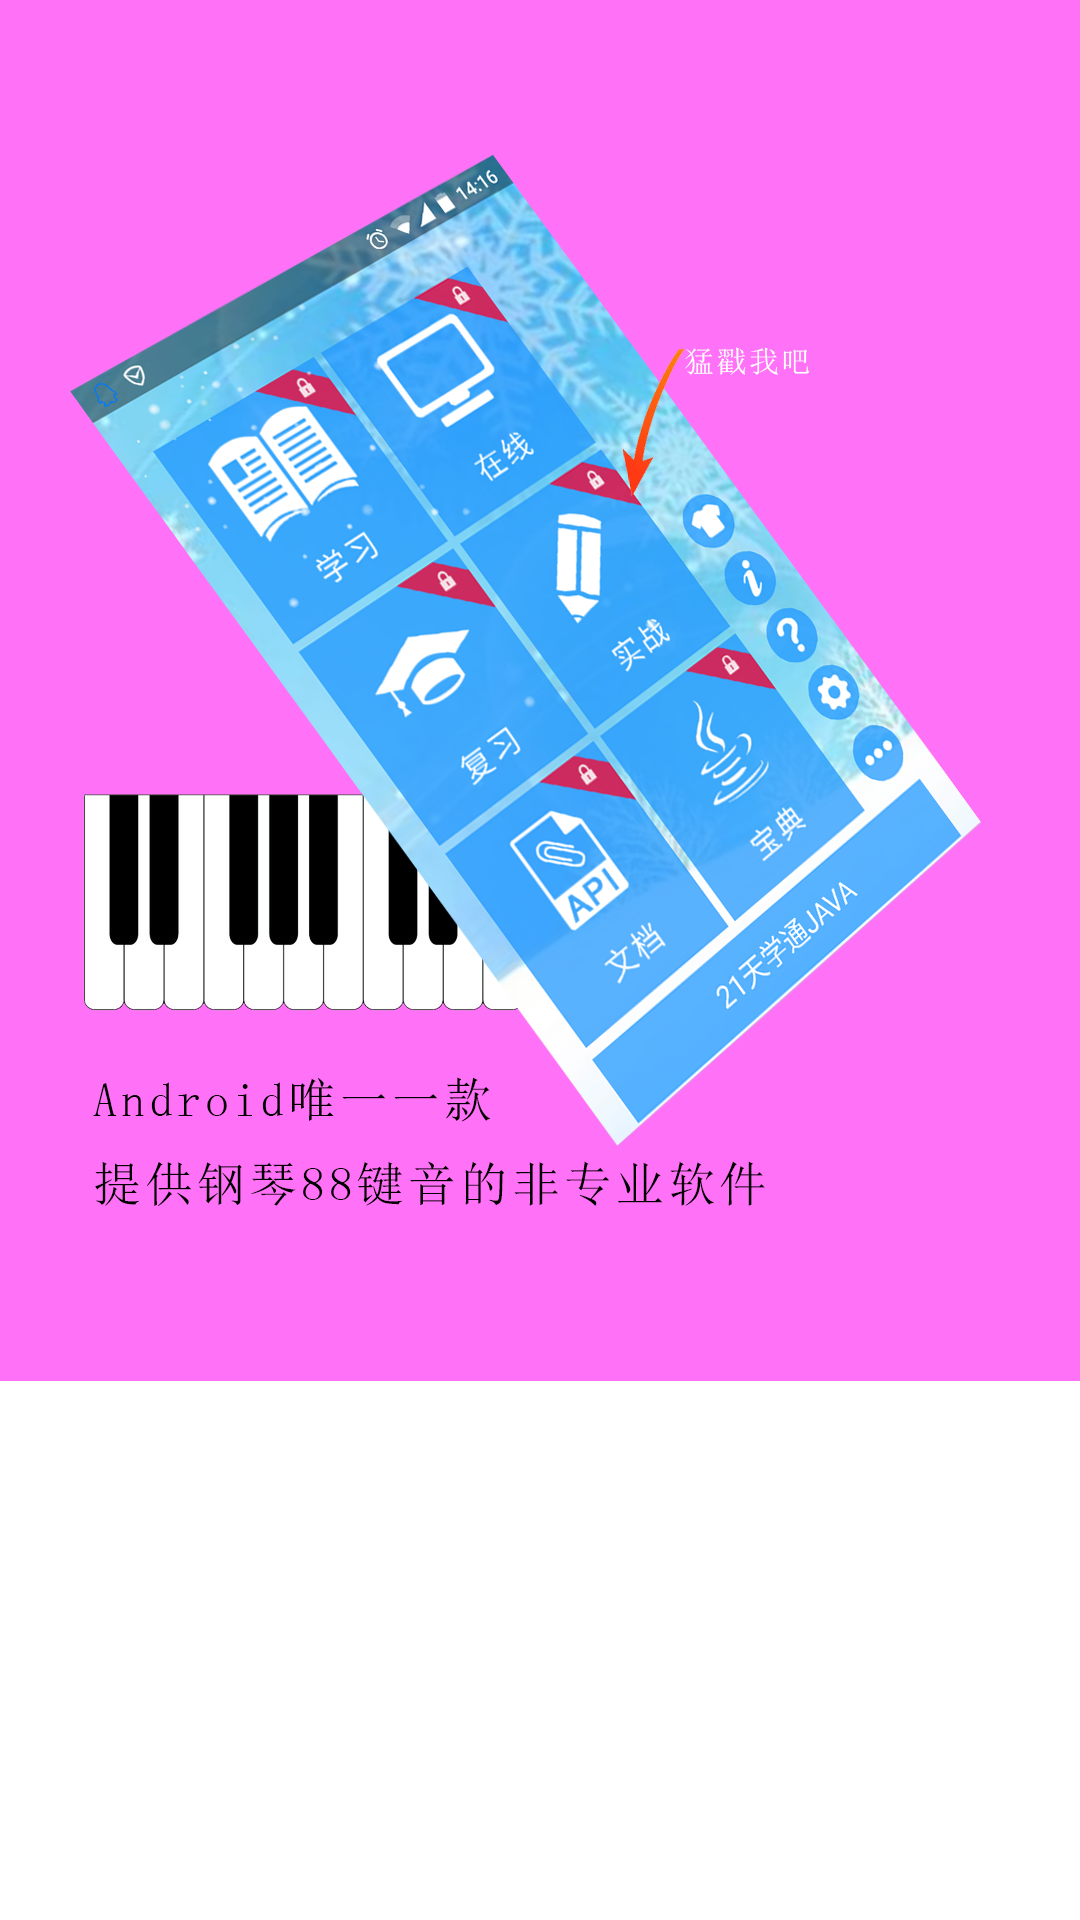 14:16
在线
猛戳我吧
学习
实战
复习
宝典
API
文档
21天学通JAVA
Android唯一一款
提供钢琴88键音的非专业软件